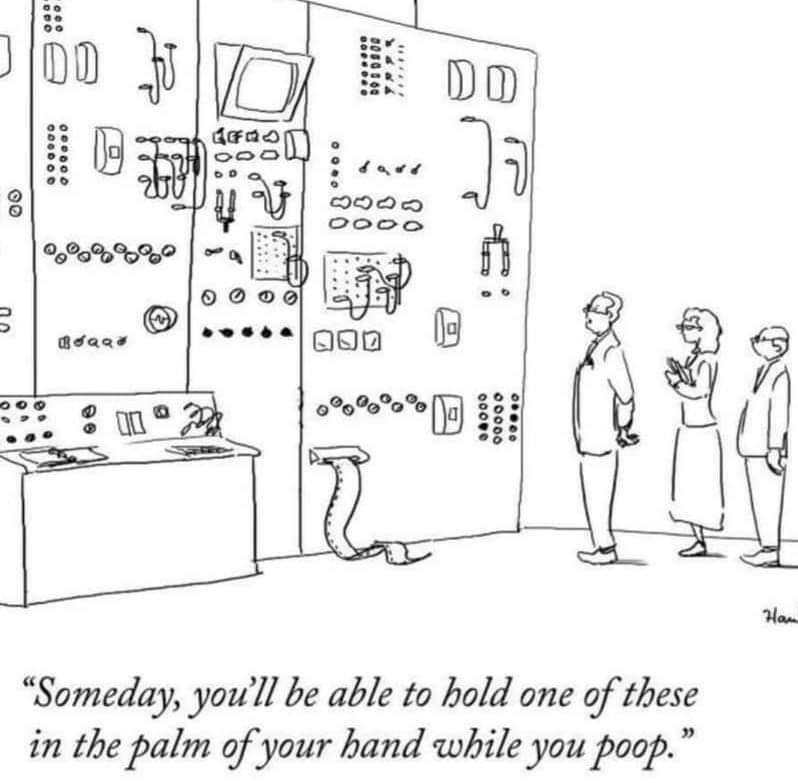 “Someday, you’ll be able to hold one of these
in the palm of your hand while you poop.”